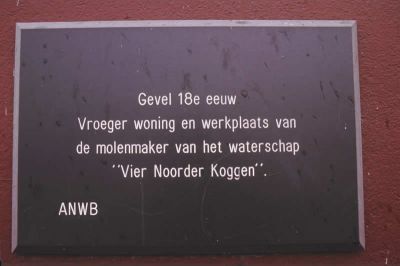 Gevel 18e eeuw
Vroeger woning en werkplaats van
de molenmaker van het waterschap
"Vier Noorder Koggen".
ANWB